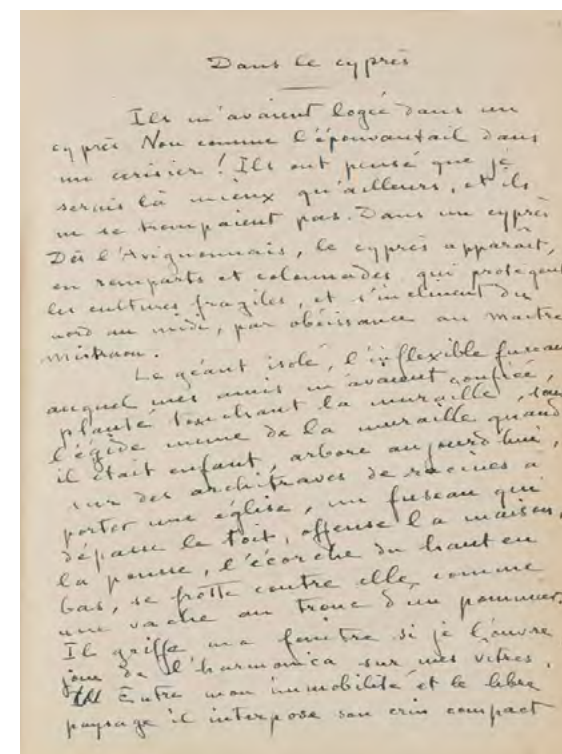 Dans le cyprès
Ils m'avaient logée dans un
cyprès Non comme l'épouvantail dans
un cerisier ! Ils ont pensé que je
serais là mieux qu'ailleurs, et ils
ne se trompaient pas. Dans un cyprès
Dès l'Avignonnais, le cyprès apparaît,
en remparts et colonnades qui protègent
les cultures fragiles, et s'inclinent du
nord au midi, par obéissance au maître
mistraou.
Le géant isolé, l'inflexible fuseau
auquel mes amis m'avaient confiée,
planté touchant la muraille, sous
l'égide même de la muraille quand
il était enfant, arbore aujourd'hui,
sur des architraves de racines à
porter une église, un fuseau qui
dépasse le toit, offense la maison,
la pousse, l'écorche du haut en
bas, se frotte contre elle, comme
une vache au tronc d'un pommier.
Il griffe ma fenêtre si je l'ouvre
joue de l'harmonica sur mes vitres.
Entre mon immobilité et le libre
paysage il interpose son crin compact